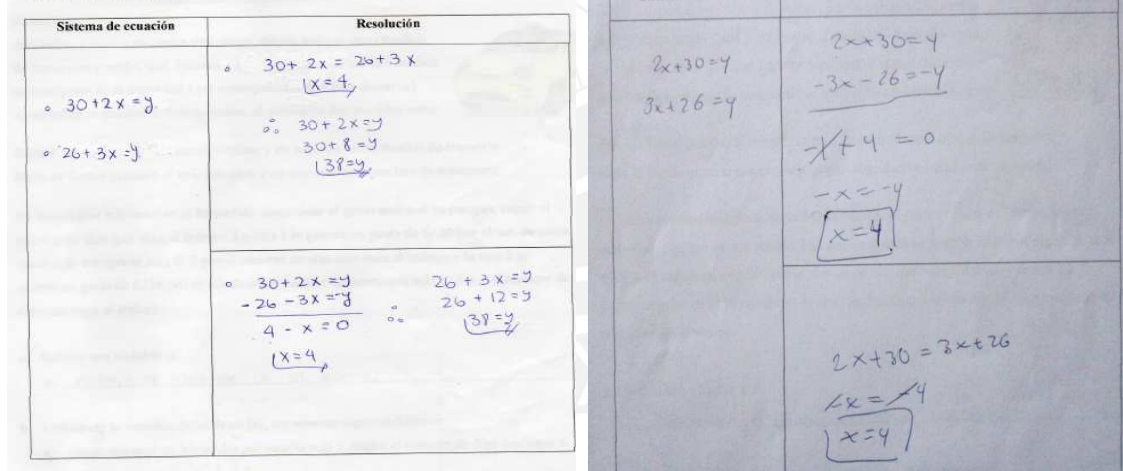 Sistema de ecuación
Resolución
30 + 2x = y
26 + 3x = y
30 + 2x = 26 + 3x
x = 4
∴ 30 + 2x = y
30 + 8 = y
38 = y
30 + 2x = y
- 26 - 3x = -y
4 - x = 0
x = 4
∴ 26 + 3x = y
26 + 12 = y
38 = y
2x + 30 = y
3x + 26 = y
2x + 30 = y
-3x - 26 = -y
-x + 4 = 0
-x = -4
x = 4
2x + 30 = 3x + 26
-x = -4
x = 4